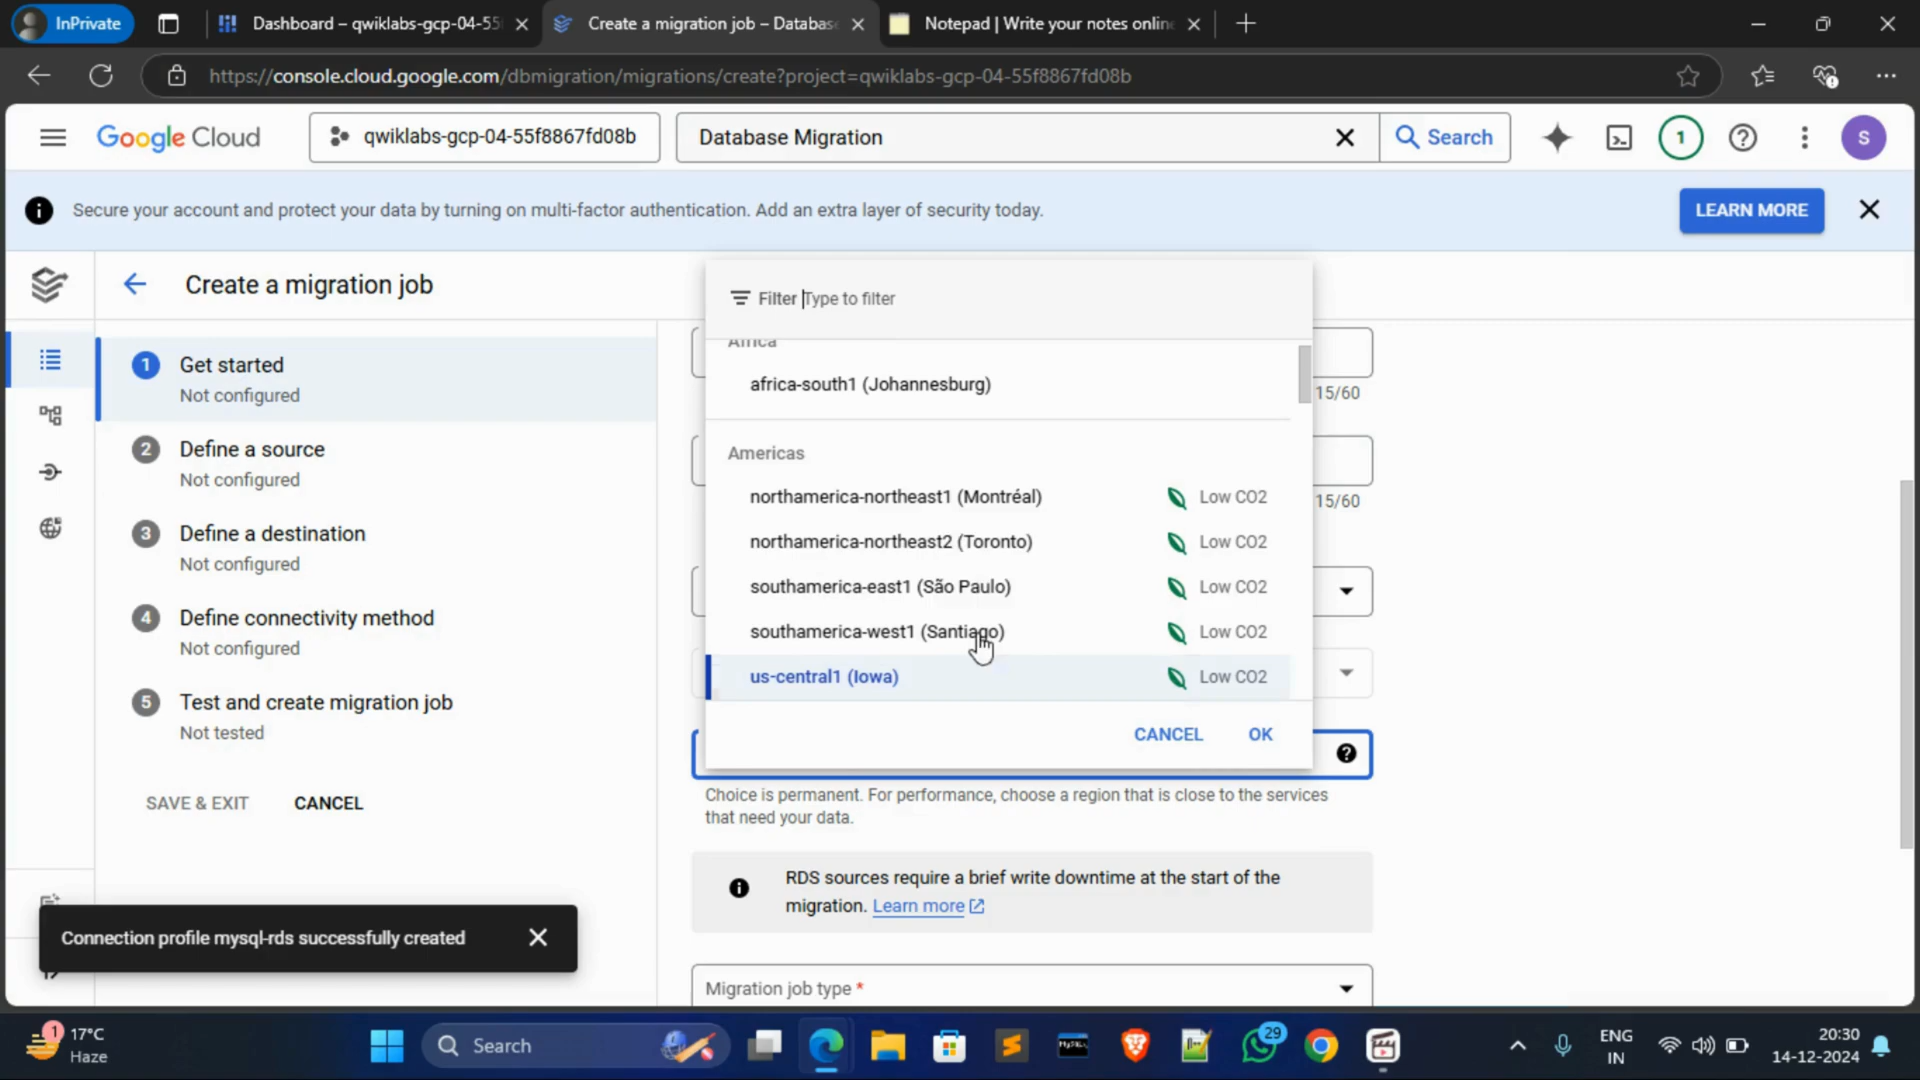 InPrivate
Dashboard – qwiklabs-gcp-04-55
Create a migration job – Databas
Notepad | Write your notes online
https://console.cloud.google.com/dbmigration/migrations/create?project=qwiklabs-gcp-04-55f8867fd08b
Google Cloud
qwiklabs-gcp-04-55f8867fd08b
Database Migration
Search
1
S
Secure your account and protect your data by turning on multi-factor authentication. Add an extra layer of security today.
LEARN MORE
Create a migration job
Filter Type to filter
1 Get started
Not configured
Africa
africa-south1 (Johannesburg)
15/60
2 Define a source
Not configured
Americas
northamerica-northeast1 (Montréal) Low CO2
15/60
3 Define a destination
Not configured
northamerica-northeast2 (Toronto) Low CO2
southamerica-east1 (São Paulo) Low CO2
4 Define connectivity method
Not configured
southamerica-west1 (Santiago) Low CO2
us-central1 (Iowa) Low CO2
5 Test and create migration job
Not tested
CANCEL OK
SAVE & EXIT CANCEL
Choice is permanent. For performance, choose a region that is close to the services
that need your data.
RDS sources require a brief write downtime at the start of the
migration. Learn more
Connection profile mysql-rds successfully created
Migration job type *
1
17°C
Haze
Search
MySQL
29
ENG
IN
20:30
14-12-2024